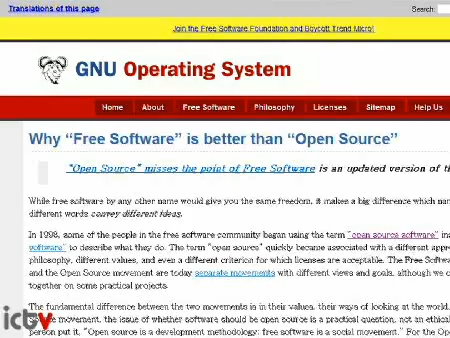 Translations of this page
Search:
Join the Free Software Foundation and Boycott Trend Micro!
GNU Operating System
Home About Free Software Philosophy Licenses Sitemap Help Us
Why “Free Software” is better than “Open Source”
“Open Source” misses the point of Free Software is an updated version of th
While free software by any other name would give you the same freedom, it makes a big difference which nam
different words convey different ideas.
In 1998, some of the people in the free software community began using the term "open source software" in
software" to describe what they do. The term "open source" quickly became associated with a different appr
philosophy, different values, and even a different criterion for which licenses are acceptable. The Free Softwa
and the Open Source movement are today separate movements with different views and goals, although we c
together on some practical projects.
The fundamental difference between the two movements is in their values, their ways of looking at the world.
movement, the issue of whether software should be open source is a practical question, not an ethical
person put it, "Open source is a development methodology; free software is a social movement." For the Op
ictv